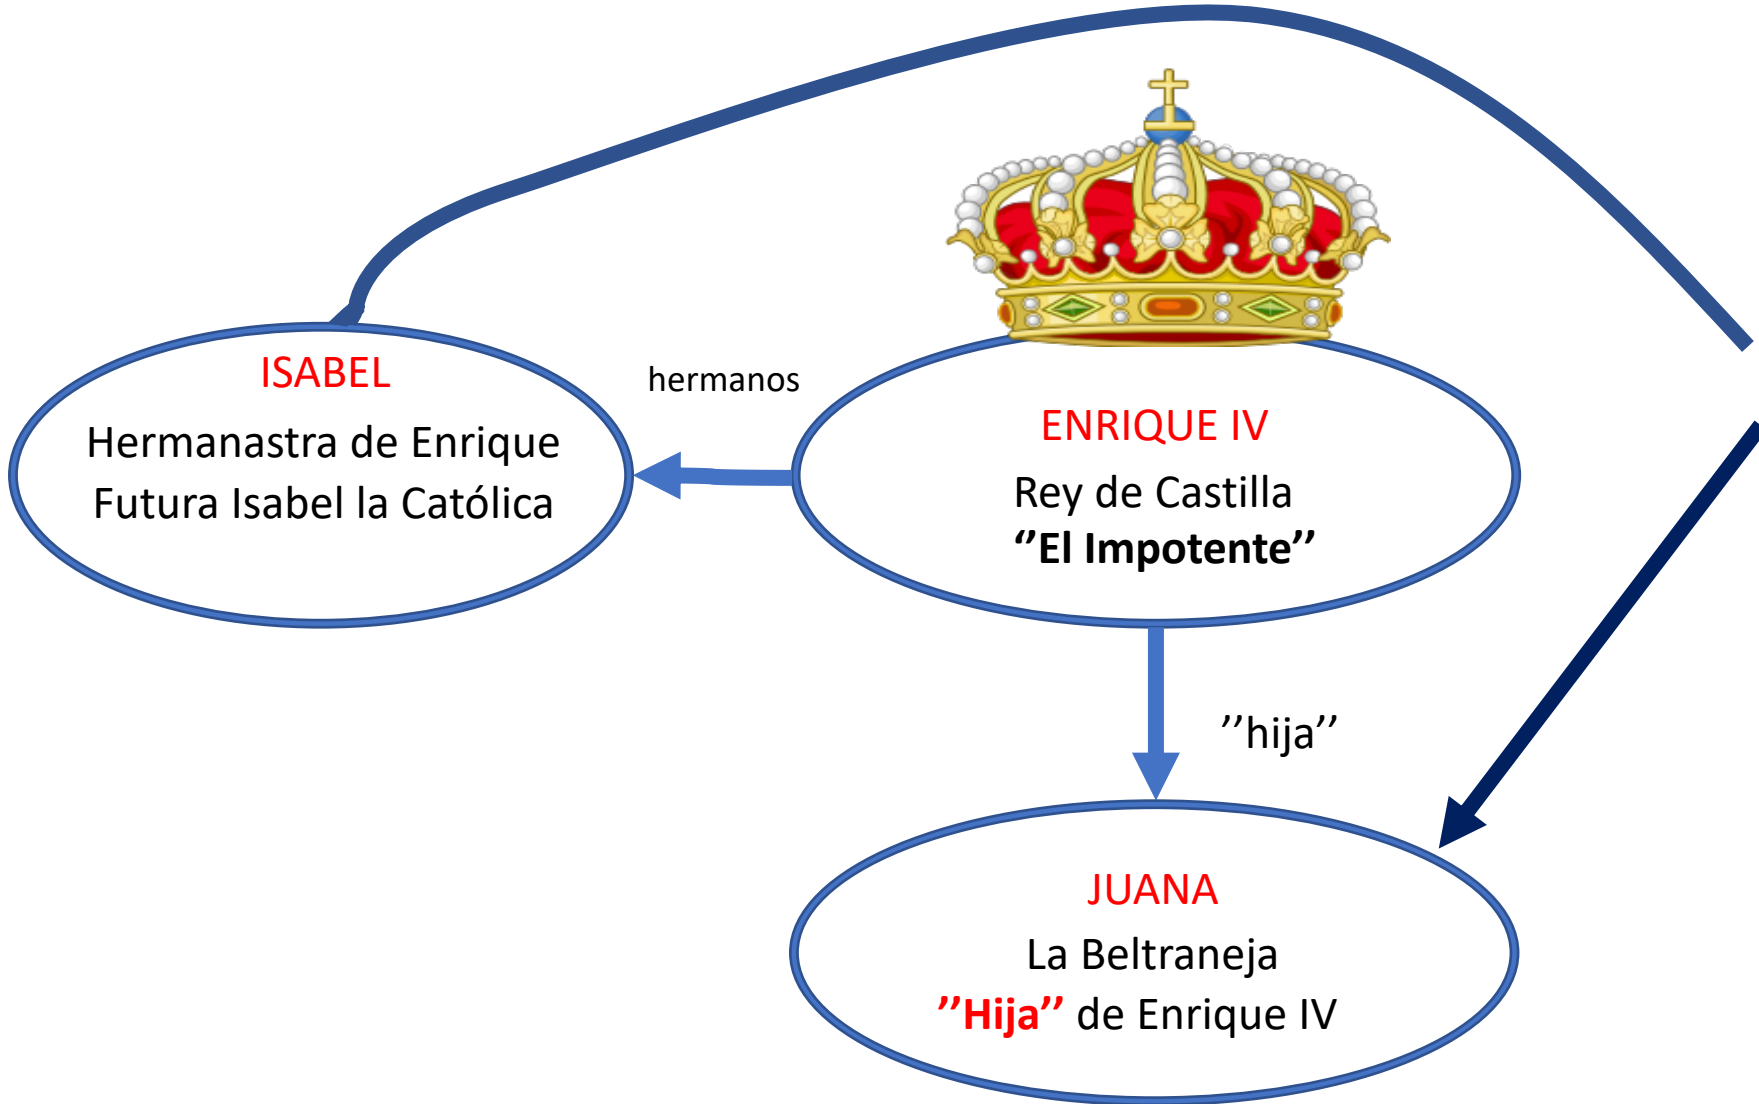 ISABEL
Hermanastra de Enrique
Futura Isabel la Católica
hermanos
ENRIQUE IV
Rey de Castilla
‘’El Impotente’’
’’hija’’
JUANA
La Beltraneja
’’Hija’’ de Enrique IV